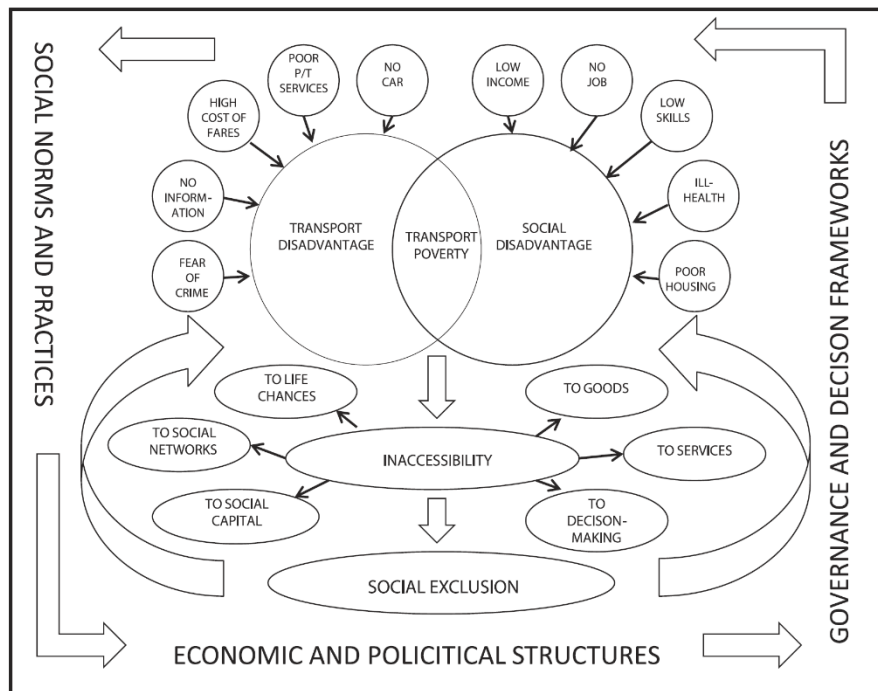 SOCIAL NORMS AND PRACTICES
GOVERNANCE AND DECISON FRAMEWORKS
POOR
P/T
SERVICES
NO
CAR
LOW
INCOME
NO
JOB
HIGH
COST OF
FARES
LOW
SKILLS
NO
INFORM-
ATION
ILL-
HEALTH
FEAR
OF
CRIME
POOR
HOUSING
TRANSPORT
DISADVANTAGE
TRANSPORT
POVERTY
SOCIAL
DISADVANTAGE
TO LIFE
CHANCES
TO GOODS
TO SOCIAL
NETWORKS
INACCESSIBILITY
TO SERVICES
TO SOCIAL
CAPITAL
TO
DECISON-
MAKING
SOCIAL EXCLUSION
ECONOMIC AND POLICITICAL STRUCTURES